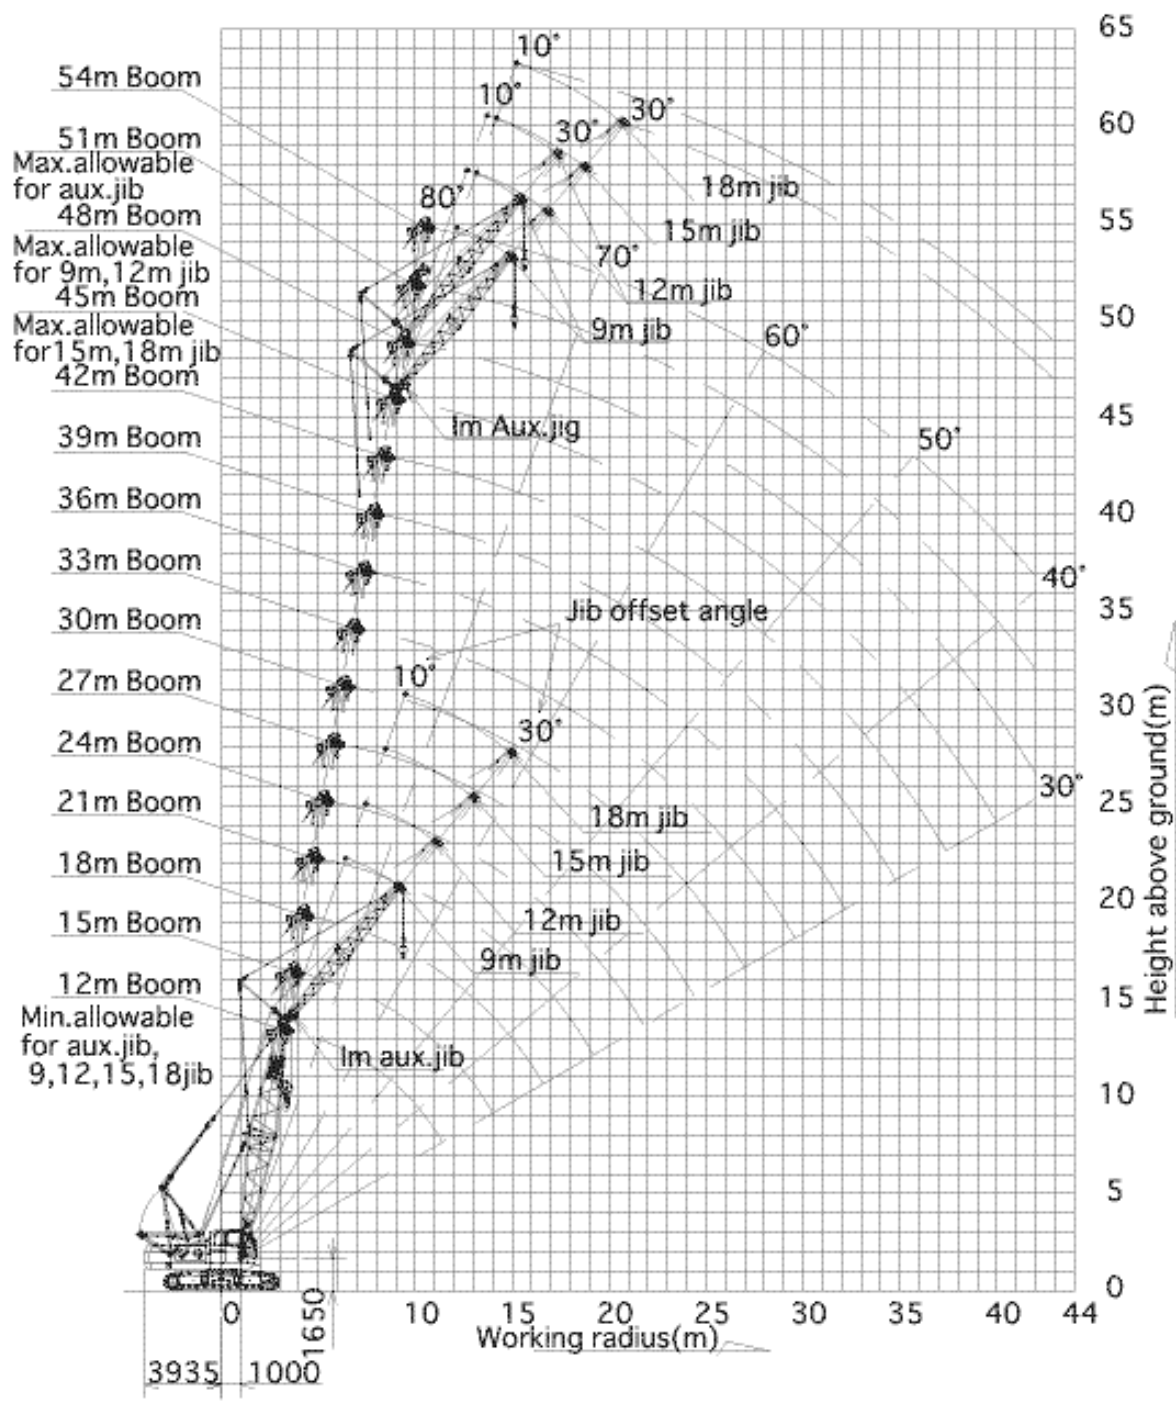 65
10°
54m Boom
10°
30°
60
51m Boom
30°
Max.allowable
for aux.jib
18m jib
80°
48m Boom
55
15m jib
Max.allowable
for 9m,12m jib
70°
45m Boom
12m jib
50
Max.allowable
for15m,18m jib
9m jib
60°
42m Boom
45
Im Aux.jig
39m Boom
50°
36m Boom
40
33m Boom
40°
Jib offset angle
35
30m Boom
27m Boom
10°
30
30°
24m Boom
30°
21m Boom
18m jib
25
18m Boom
15m jib
20
15m Boom
12m jib
9m jib
12m Boom
15
Min.allowable
for aux.jib,
9,12,15,18jib
Im aux.jib
10
5
0
Height above ground(m)
0 10 15 20 25 30 35 40 44
Working radius(m)
1650
3935 1000